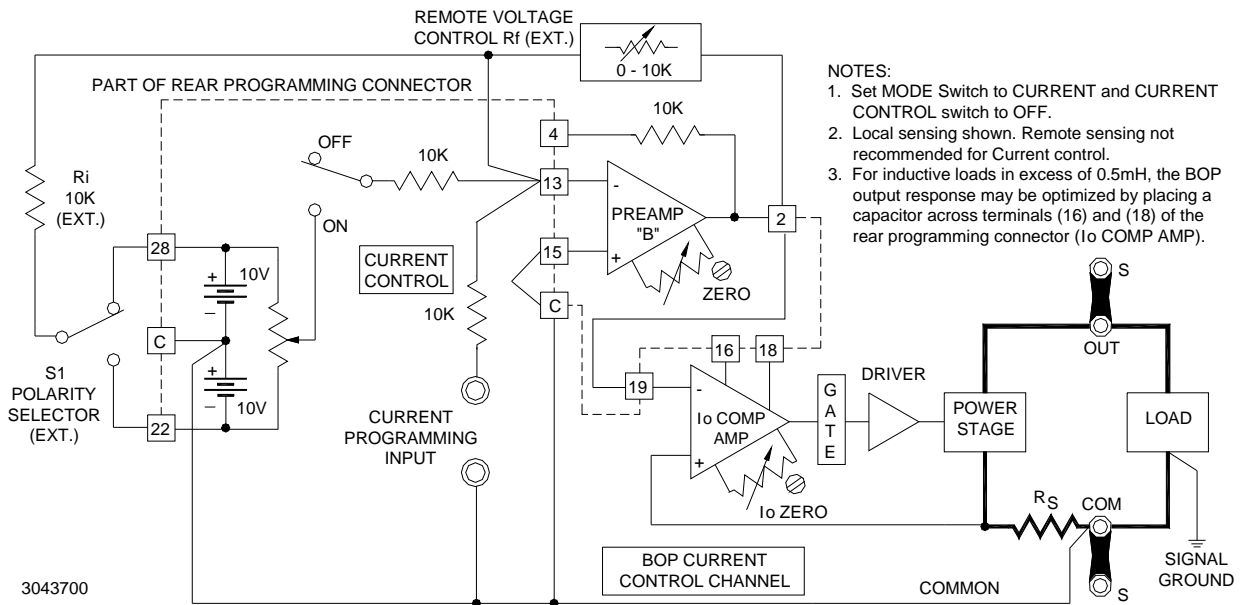 REMOTE VOLTAGE
CONTROL Rf (EXT.)
0 - 10K
NOTES:
1. Set MODE Switch to CURRENT and CURRENT
CONTROL switch to OFF.
2. Local sensing shown. Remote sensing not
recommended for Current control.
3. For inductive loads in excess of 0.5mH, the BOP
output response may be optimized by placing a
capacitor across terminals (16) and (18) of the
rear programming connector (Io COMP AMP).
PART OF REAR PROGRAMMING CONNECTOR
4
10K
OFF
10K
13
-
PREAMP
"B"
+
2
ZERO
Ri
10K
(EXT.)
ON
28
+
10V
–
C
+
10V
–
22
S1
POLARITY
SELECTOR
(EXT.)
CURRENT
CONTROL
15
C
10K
CURRENT
PROGRAMMING
INPUT
16
18
19
-
Io COMP
AMP
+
Io ZERO
GATE
DRIVER
POWER
STAGE
S
OUT
LOAD
RS
COM
S
SIGNAL
GROUND
BOP CURRENT
CONTROL CHANNEL
COMMON
3043700